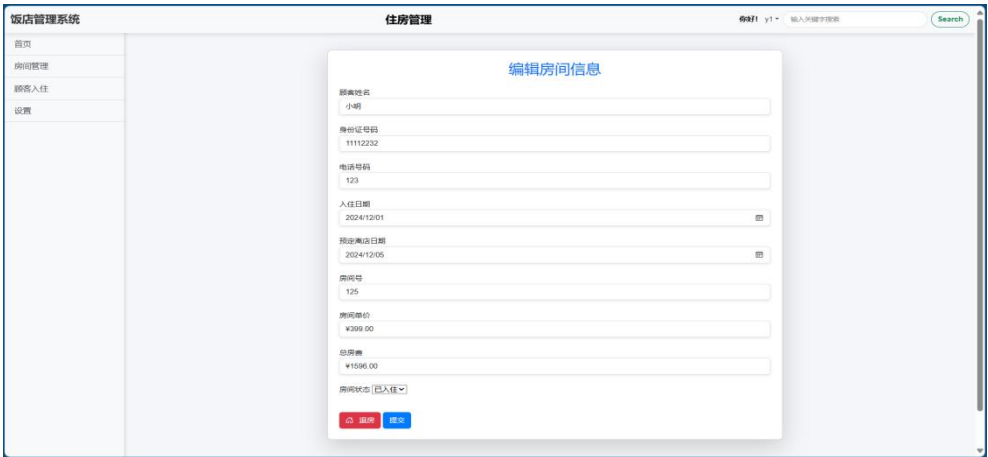 饭店管理系统
住房管理
你好! y1
输入关键字搜索
Search
首页
房间管理
顾客入住
设置
编辑房间信息
顾客姓名
小明
身份证号码
11112232
电话号码
123
入住日期
2024/12/01
预定离店日期
2024/12/05
房间号
125
房间单价
¥399.00
总房费
¥1596.00
房间状态 已入住
退房 提交